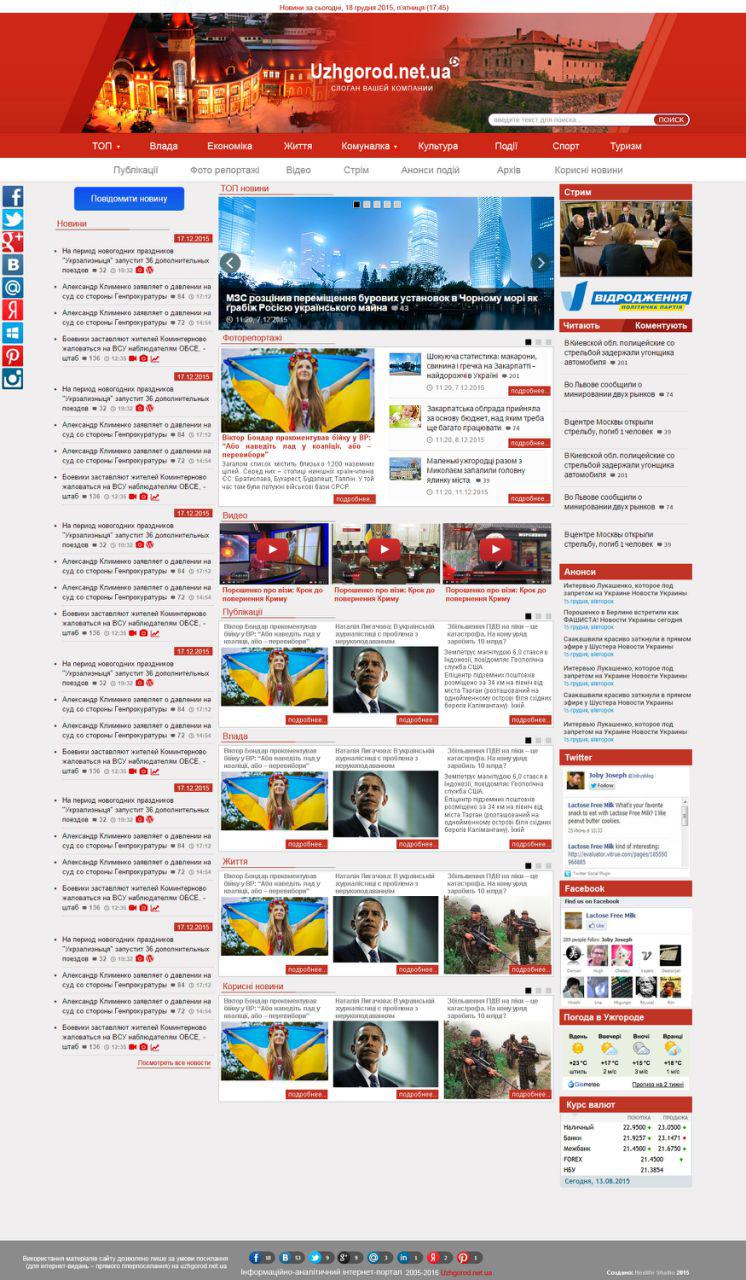 Новини за сьогодні, 18 грудня 2015, п'ятниця (17:45)
Uzhgorod.net.ua
СЛОГАН ВАШЕЙ КОМПАНИИ
введите текст для поиска...
ПОИСК
ТОП Влада Економіка Життя Комуналка Культура Події Спорт Туризм
Публікації Фото репортажі Відео Стрім Анонси подій Архів Корисні новини
Повідомити новину
Новини
17.12.2015
На период новогодних праздников
"Укрзализныця" запустит 36 дополнительных
поездов 32 19:32
Александр Клименко заявляет о давлении на
суд со стороны Генпрокуратуры 84 17:12
Александр Клименко заявляет о давлении на
суд со стороны Генпрокуратуры 72 14:54
Боевики заставляют жителей Коминтерново
жаловаться на ВСУ наблюдателям ОБСЕ, -
штаб 136 12:35
17.12.2015
На период новогодних праздников
"Укрзализныця" запустит 36 дополнительных
поездов 32 19:32
Александр Клименко заявляет о давлении на
суд со стороны Генпрокуратуры 84 17:12
Александр Клименко заявляет о давлении на
суд со стороны Генпрокуратуры 72 14:54
Боевики заставляют жителей Коминтерново
жаловаться на ВСУ наблюдателям ОБСЕ, -
штаб 136 12:35
17.12.2015
На период новогодних праздников
"Укрзализныця" запустит 36 дополнительных
поездов 32 19:32
Александр Клименко заявляет о давлении на
суд со стороны Генпрокуратуры 84 17:12
Александр Клименко заявляет о давлении на
суд со стороны Генпрокуратуры 72 14:54
Боевики заставляют жителей Коминтерново
жаловаться на ВСУ наблюдателям ОБСЕ, -
штаб 136 12:35
17.12.2015
На период новогодних праздников
"Укрзализныця" запустит 36 дополнительных
поездов 32 19:32
Александр Клименко заявляет о давлении на
суд со стороны Генпрокуратуры 84 17:12
Александр Клименко заявляет о давлении на
суд со стороны Генпрокуратуры 72 14:54
Боевики заставляют жителей Коминтерново
жаловаться на ВСУ наблюдателям ОБСЕ, -
штаб 136 12:35
17.12.2015
На период новогодних праздников
"Укрзализныця" запустит 36 дополнительных
поездов 32 19:32
Александр Клименко заявляет о давлении на
суд со стороны Генпрокуратуры 84 17:12
Александр Клименко заявляет о давлении на
суд со стороны Генпрокуратуры 72 14:54
Боевики заставляют жителей Коминтерново
жаловаться на ВСУ наблюдателям ОБСЕ, -
штаб 136 12:35
17.12.2015
На период новогодних праздников
"Укрзализныця" запустит 36 дополнительных
поездов 32 19:32
Александр Клименко заявляет о давлении на
суд со стороны Генпрокуратуры 84 17:12
Александр Клименко заявляет о давлении на
суд со стороны Генпрокуратуры 72 14:54
Боевики заставляют жителей Коминтерново
жаловаться на ВСУ наблюдателям ОБСЕ, -
штаб 136 12:35
Посмотреть все новости
ТОП новини
МЗС розцінив переміщення бурових установок в Чорному морі як
грабіж Росією українського майна 43
11:20, 7.12.2015
Фоторепортажі
Віктор Бондар прокоментував бійку у ВР:
"Або наведіть лад у коаліції, або –
перевибори"
Загалом список містить близько 1200 наземних
цілей. Серед них – столиці нинішніх країн-членів
ЄС: Братислава, Бухарест, Будапешт, Таллін. У той
час там були потужні військові бази СРСР.
подробнее...
Шокуюча статистика: макарони,
свинина і гречка на Закарпатті –
найдорожчів Україні 201
11:20, 7.12.2015
подробнее...
Закарпатська облрада прийняла
за основу бюджет, над яким треба
ще багато працювати 74
11:20, 8.12.2015
подробнее...
Маленькіужгородці разом з
Миколаєм запалили головну
ялинку міста 39
11:20, 11.12.2015
подробнее...
Видео
Порошенко про візи: Крок до
повернення Криму
Порошенко про візи: Крок до
повернення Криму
Порошенко про візи: Крок до
повернення Криму
Публікації
Віктор Бондар прокоментував
бійку у ВР: "Або наведіть лад у
коаліції, або – перевибори"
подробнее...
Наталія Лигачова: В українській
журналістиці є проблема з
нерукоподаванням
подробнее...
Збільшення ПДВ на ліки – це
катастрофа. На кому уряд
заробить 10 млрд?
Землетрус магнітудою 6,0 стався в
Індонезії, повідомляє Геологічна
служба США.
Епіцентр підземних поштовхів
розміщено за 34 км на північ від
міста Таракан (розташований на
однойменному острові біля східних
берегів Калімантану). Їхній
Влада
Віктор Бондар прокоментував
бійку у ВР: "Або наведіть лад у
коаліції, або – перевибори"
подробнее...
Наталія Лигачова: В українській
журналістиці є проблема з
нерукоподаванням
подробнее...
Збільшення ПДВ на ліки – це
катастрофа. На кому уряд
заробить 10 млрд?
Землетрус магнітудою 6,0 стався в
Індонезії, повідомляє Геологічна
служба США.
Епіцентр підземних поштовхів
розміщено за 34 км на північ від
міста Таракан (розташований на
однойменному острові біля східних
берегів Калімантану). Їхній
Життя
Віктор Бондар прокоментував
бійку у ВР: "Або наведіть лад у
коаліції, або – перевибори"
подробнее...
Наталія Лигачова: В українській
журналістиці є проблема з
нерукоподаванням
подробнее...
Збільшення ПДВ на ліки – це
катастрофа. На кому уряд
заробить 10 млрд?
подробнее...
Корисні новини
Віктор Бондар прокоментував
бійку у ВР: "Або наведіть лад у
коаліції, або – перевибори"
подробнее...
Наталія Лигачова: В українській
журналістиці є проблема з
нерукоподаванням
подробнее...
Збільшення ПДВ на ліки – це
катастрофа. На кому уряд
заробить 10 млрд?
подробнее...
Стрим
ВІДРОДЖЕННЯ
ПОЛІТИЧНА ПАРТІЯ
Читають Коментують
В Киевской обл. полицейские со
стрельбой задержали угонщика
автомобиля 201
Во Львове сообщили о
минировании двух рынков 74
В центре Москвы открыли
стрельбу, погиб 1 человек 39
В Киевской обл. полицейские со
стрельбой задержали угонщика
автомобиля 201
Во Львове сообщили о
минировании двух рынков 74
В центре Москвы открыли
стрельбу, погиб 1 человек 39
Анонси
Интервью Лукашенко, которое под
запретом на Украине Новости Украины
15 грудня, вівторок
Порошенко в Берлине встретили как
ФАШИСТА! Новости Украины сегодня
15 грудня, вівторок
Саакашвили красиво заткнули в прямом
эфире у Шустера Новости Украины
15 грудня, вівторок
Интервью Лукашенко, которое под
запретом на Украине Новости Украины
15 грудня, вівторок
Саакашвили красиво заткнули в прямом
эфире у Шустера Новости Украины
15 грудня, вівторок
Интервью Лукашенко, которое под
запретом на Украине Новости Украины
15 грудня, вівторок
Twitter
Joby Joseph
Follow
Lactose Free Milk What's your favorite
snack to eat with Lactose Free Milk? I like
peanut butter cookies.
Lactose Free Milk kind of interesting:
http://evaluator.vitrue.com/pages/185550
966885
Twitter Social Plugin
Facebook
Find us on Facebook
Lactose Free Milk
Like
Погода в Ужгороде
Вдень Ввечері Вночі Вранці
+23 °C +17 °C +15 °C +18 °C
штиль 2 м/с 3 м/с 1 м/с
Gismeteo Прогноз на 2 тижні
Курс валют
ПОКУПКА ПРОДАЖА
Наличный 22.9500 23.0500
Банки 21.9257 23.1471
Межбанк 21.4500 21.6750
FOREX 21.4500
НБУ 21.3854
Сегодня, 13.08.2015
Використання матеріалів сайту дозволено лише за умови посилання
(для інтернет-видань – прямого гіперпосилання) на uzhgorod.net.ua
18 53 9 9 3 1 2 2
Інформаційно-аналітичний інтернет-портал 2005-2015 Uzhgorod.net.ua
Создано: Reslife Studio 2015